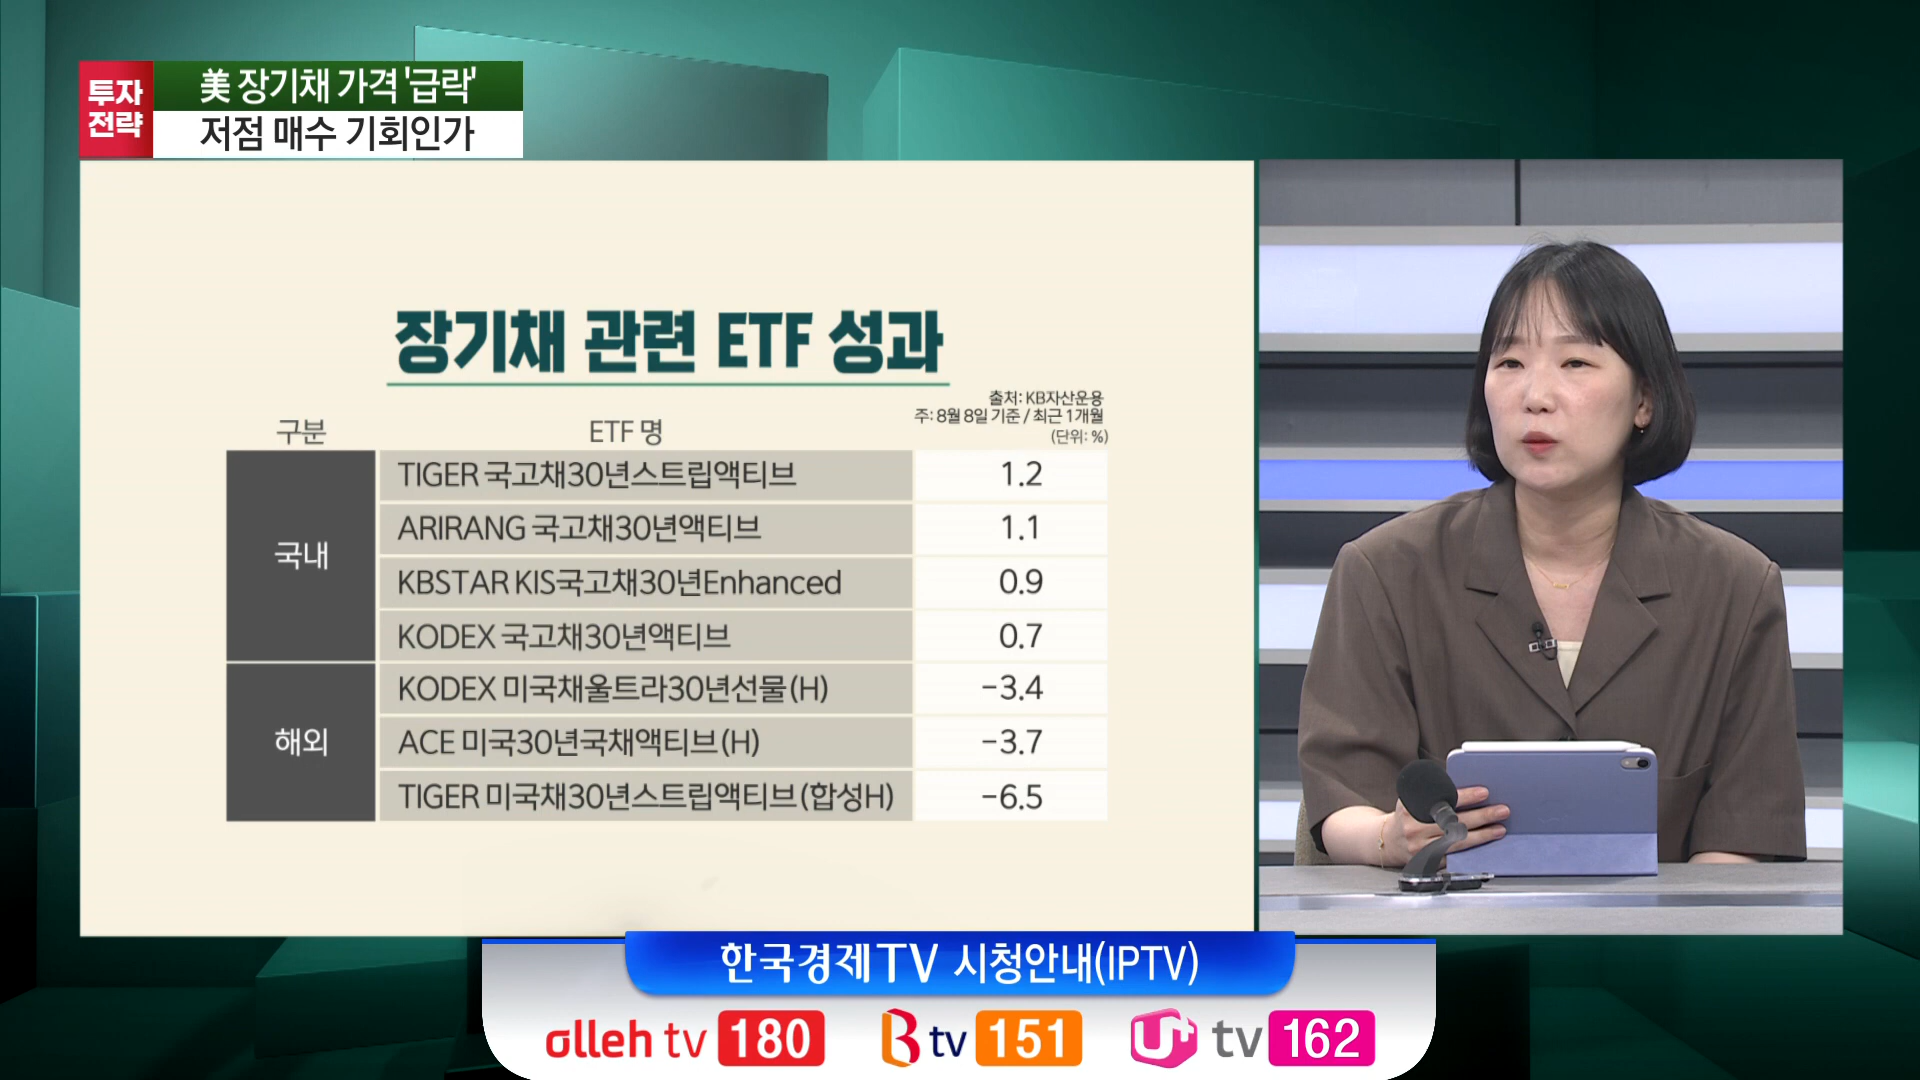 투자
전략
美 장기채 가격 '급락'
저점 매수 기회인가
장기채 관련 ETF 성과
출처: KB자산운용
주: 8월 8일 기준 / 최근 1개월
(단위: %)
구분 ETF 명
국내
TIGER 국고채30년스트립액티브 1.2
ARIRANG 국고채30년액티브 1.1
KBSTAR KIS국고채30년Enhanced 0.9
KODEX 국고채30년액티브 0.7
해외
KODEX 미국채울트라30년선물(H) -3.4
ACE 미국30년국채액티브(H) -3.7
TIGER 미국채30년스트립액티브(합성H) -6.5
한국경제TV 시청안내(IPTV)
olleh tv 180 B tv 151 U+ tv 162